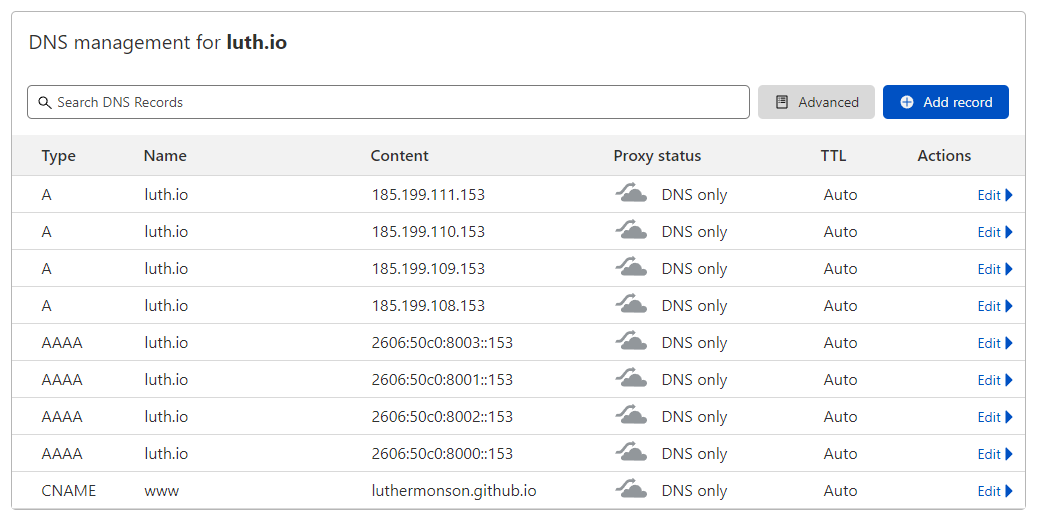 DNS management for luth.io
Search DNS Records Advanced Add record
Type Name Content Proxy status TTL Actions
A luth.io 185.199.111.153 DNS only Auto Edit
A luth.io 185.199.110.153 DNS only Auto Edit
A luth.io 185.199.109.153 DNS only Auto Edit
A luth.io 185.199.108.153 DNS only Auto Edit
AAAA luth.io 2606:50c0:8003::153 DNS only Auto Edit
AAAA luth.io 2606:50c0:8001::153 DNS only Auto Edit
AAAA luth.io 2606:50c0:8002::153 DNS only Auto Edit
AAAA luth.io 2606:50c0:8000::153 DNS only Auto Edit
CNAME www luthermonson.github.io DNS only Auto Edit